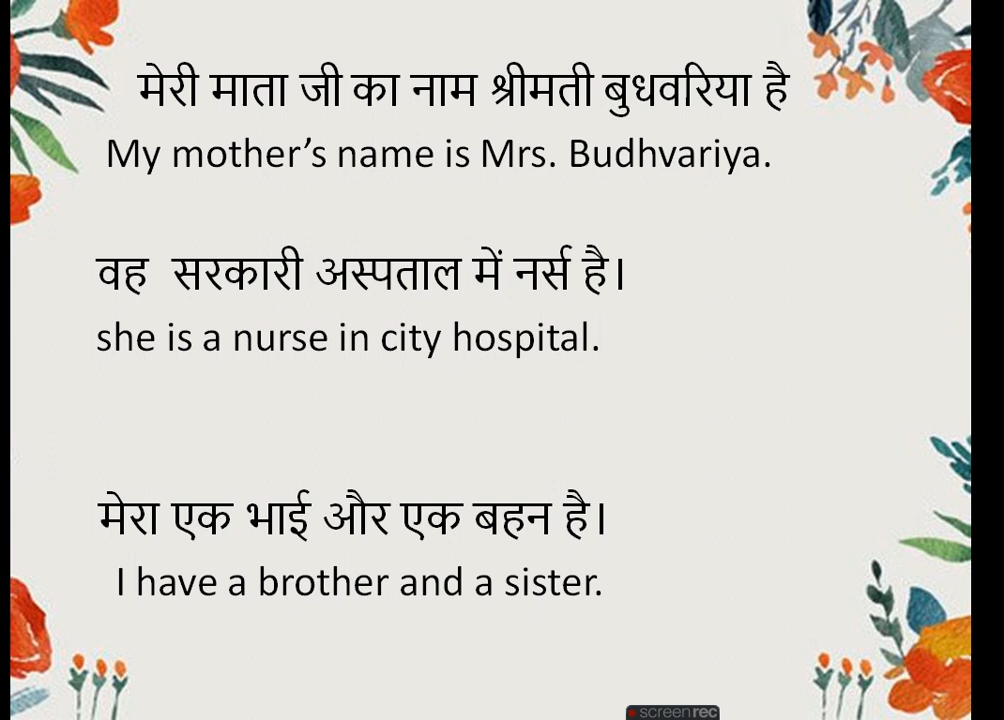 मेरी माता जी का नाम श्रीमती बुधवरिया है
My mother’s name is Mrs. Budhvariya.
वह सरकारी अस्पताल में नर्स है।
she is a nurse in city hospital.
मेरा एक भाई और एक बहन है।
I have a brother and a sister.
screenrec